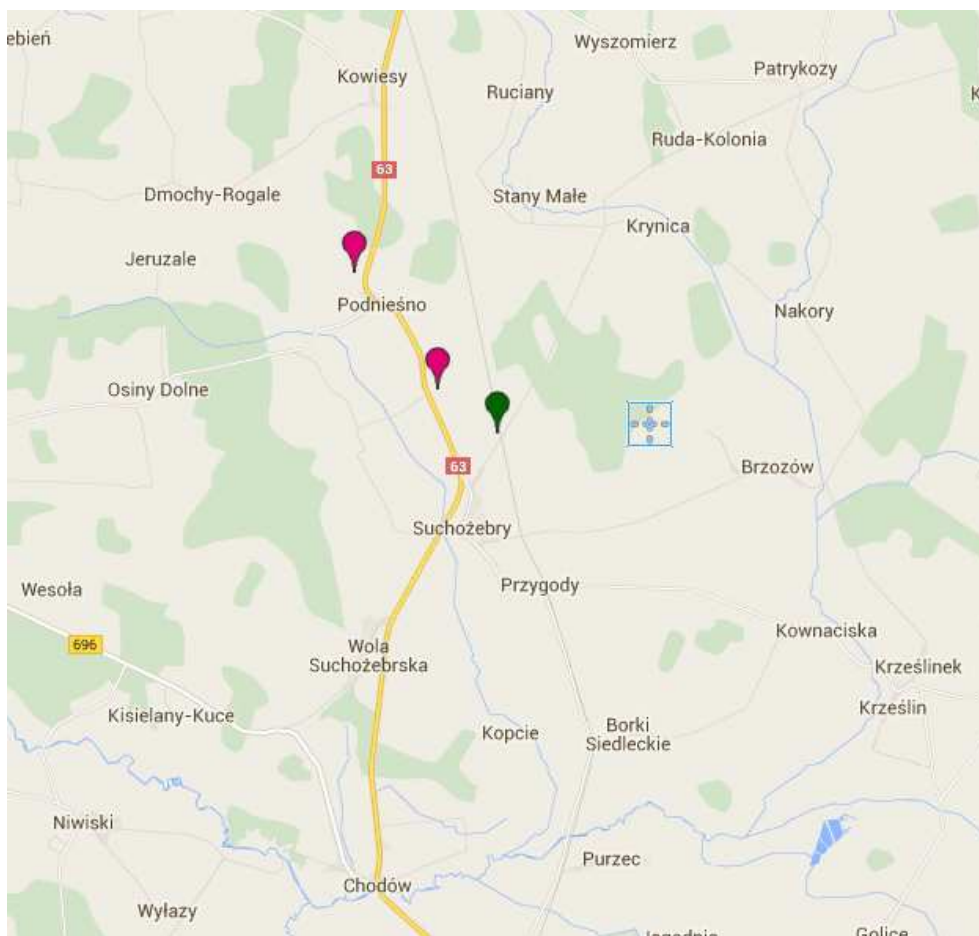 ebień
Wyszomierz
Kowiesy
Patrykozy
Ruciany
K
Ruda-Kolonia
63
Dmochy-Rogale
Stany Małe
Krynica
Jeruzale
Podnieśno
Nakory
Osiny Dolne
63
Brzozów
Suchożebry
Przygody
Wesoła
Kownaciska
696
Wola
Suchożebrska
Krześlinek
Krześlin
Kisielany-Kuce
Kopcie
Borki
Siedleckie
Niwiski
Purzec
Chodów
Wyłazy
Golice